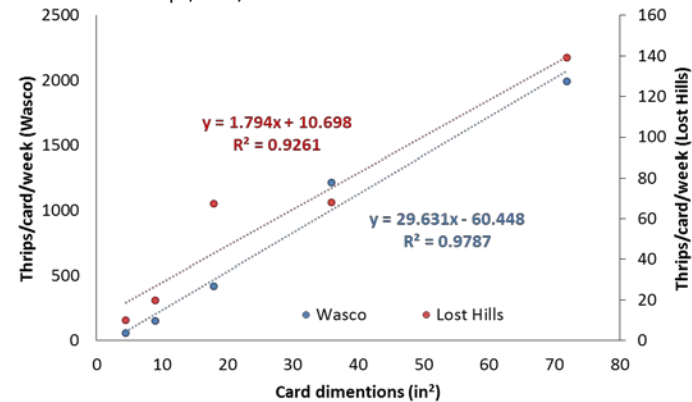 2500
2000
1500
1000
500
0
160
140
120
100
80
60
40
20
0
0 10 20 30 40 50 60 70 80
Thrips/card/week (Wasco)
Thrips/card/week (Lost Hills)
y = 1.794x + 10.698
R² = 0.9261
y = 29.631x - 60.448
R² = 0.9787
Wasco Lost Hills
Card dimentions (in²)